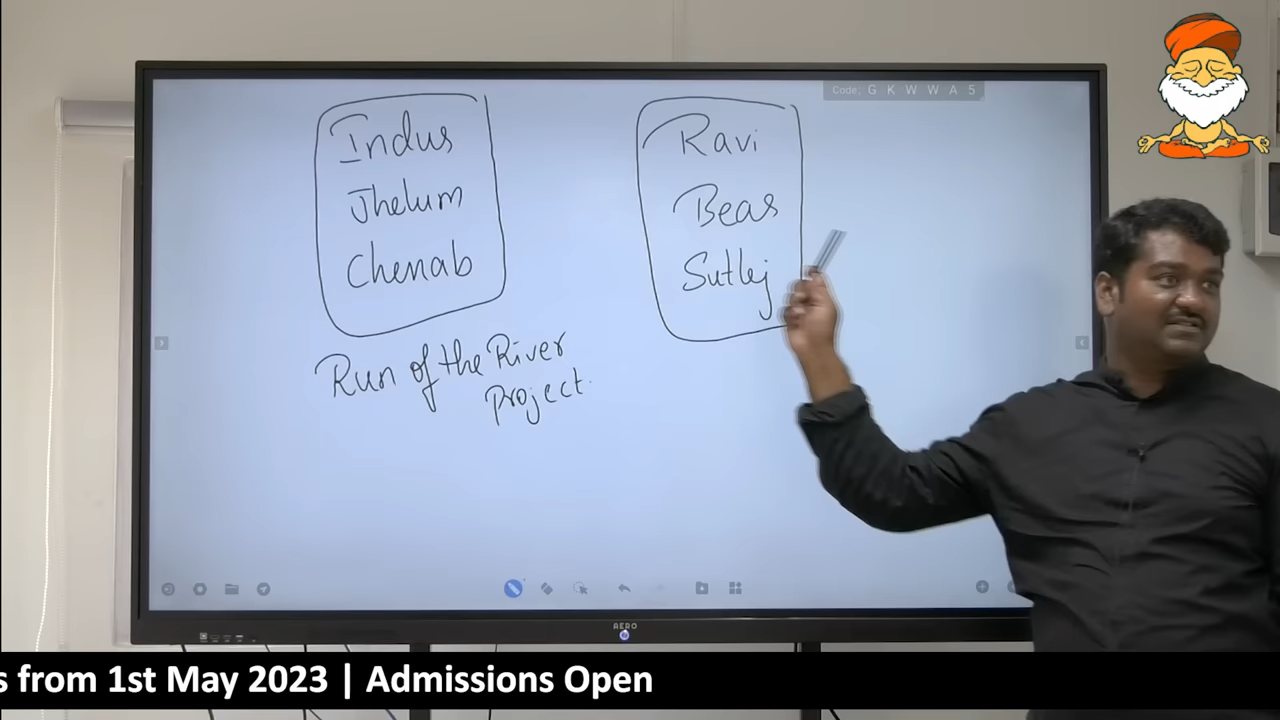 Code: G K W W A 5
Indus
Jhelum
Chenab
Ravi
Beas
Sutlej
Run of the River
Project.
AERO
s from 1st May 2023 | Admissions Open